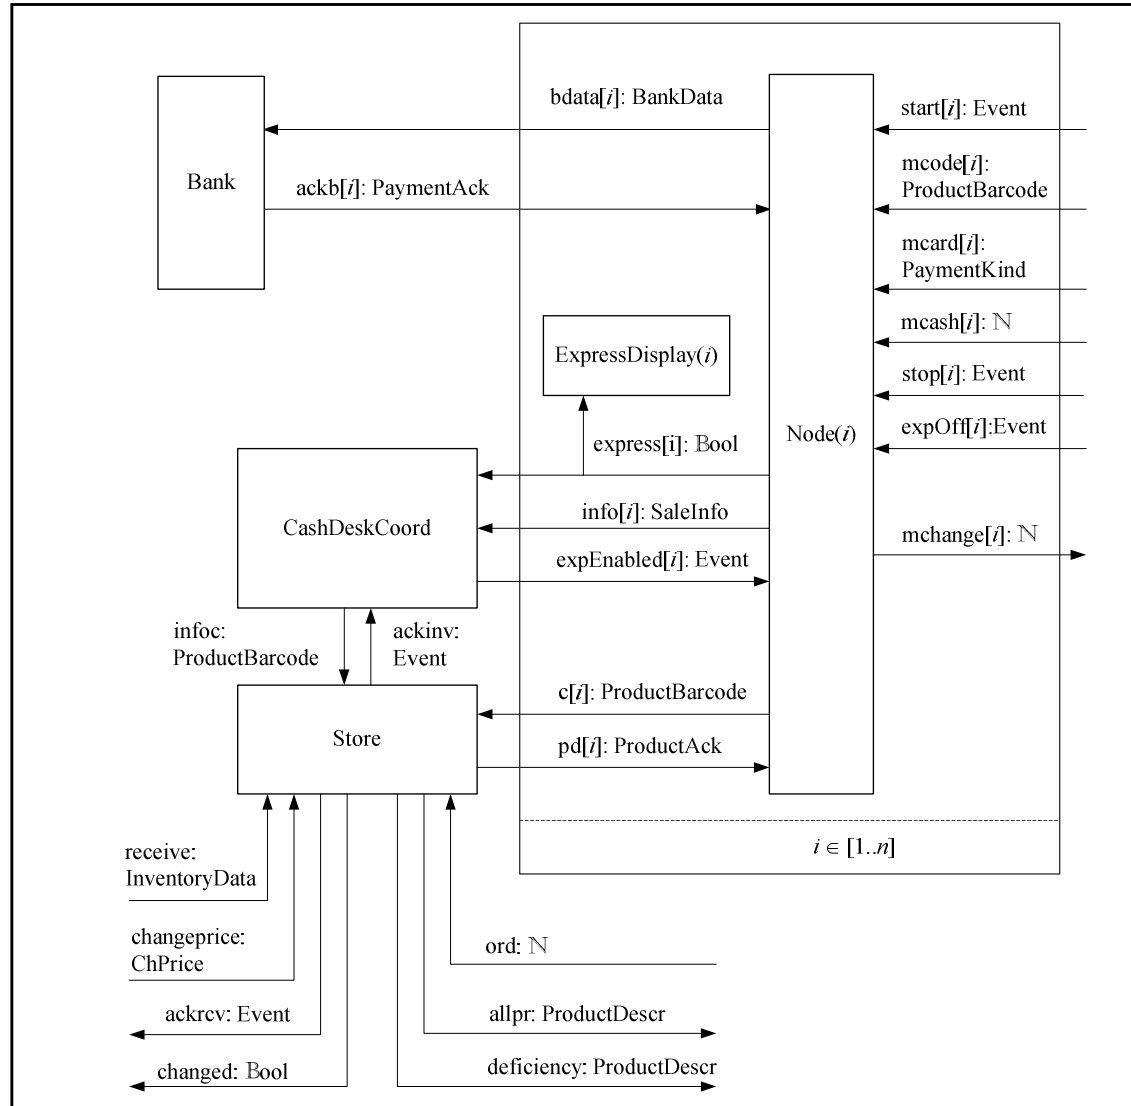 bdata[i]: BankData
start[i]: Event
mcode[i]:
ProductBarcode
Bank
ackb[i]: PaymentAck
mcard[i]:
PaymentKind
mcash[i]: ℕ
ExpressDisplay(i)
stop[i]: Event
Node(i)
expOff[i]:Event
express[i]: 𝔹ool
info[i]: SaleInfo
CashDeskCoord
mchange[i]: ℕ
expEnabled[i]: Event
infoc:
ProductBarcode
ackinv:
Event
c[i]: ProductBarcode
Store
pd[i]: ProductAck
i ∈ [1..n]
receive:
InventoryData
changeprice:
ChPrice
ord: ℕ
ackrcv: Event
allpr: ProductDescr
changed: 𝔹ool
deficiency: ProductDescr